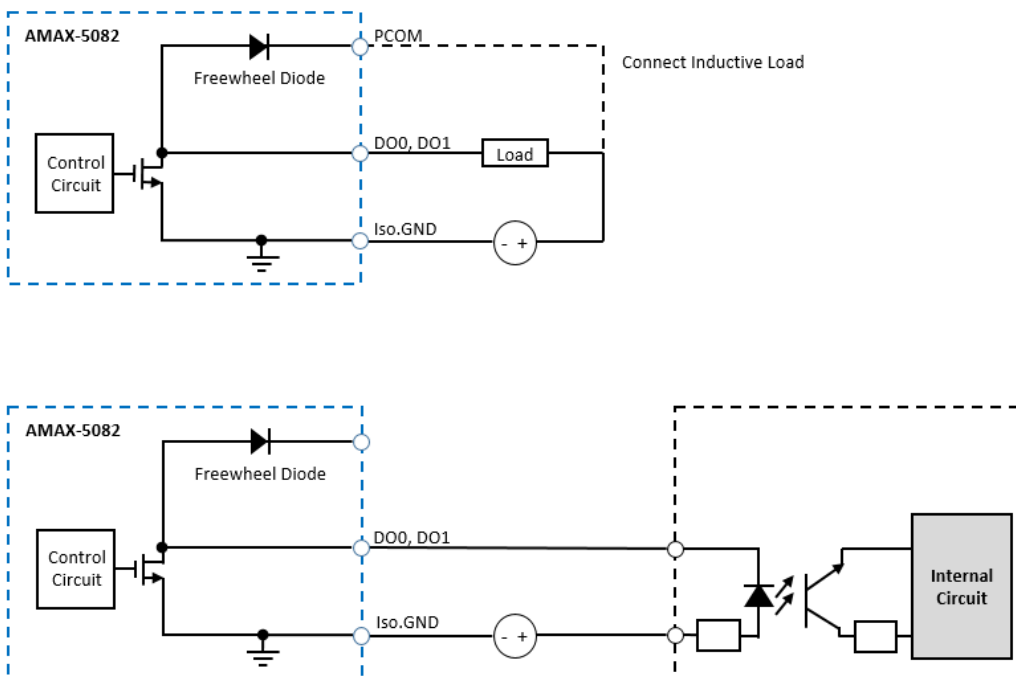 AMAX-5082
PCOM
Freewheel Diode
Connect Inductive Load
Control
Circuit
DO0, DO1
Load
Iso.GND
- +
AMAX-5082
Freewheel Diode
Control
Circuit
DO0, DO1
Iso.GND
- +
Internal
Circuit